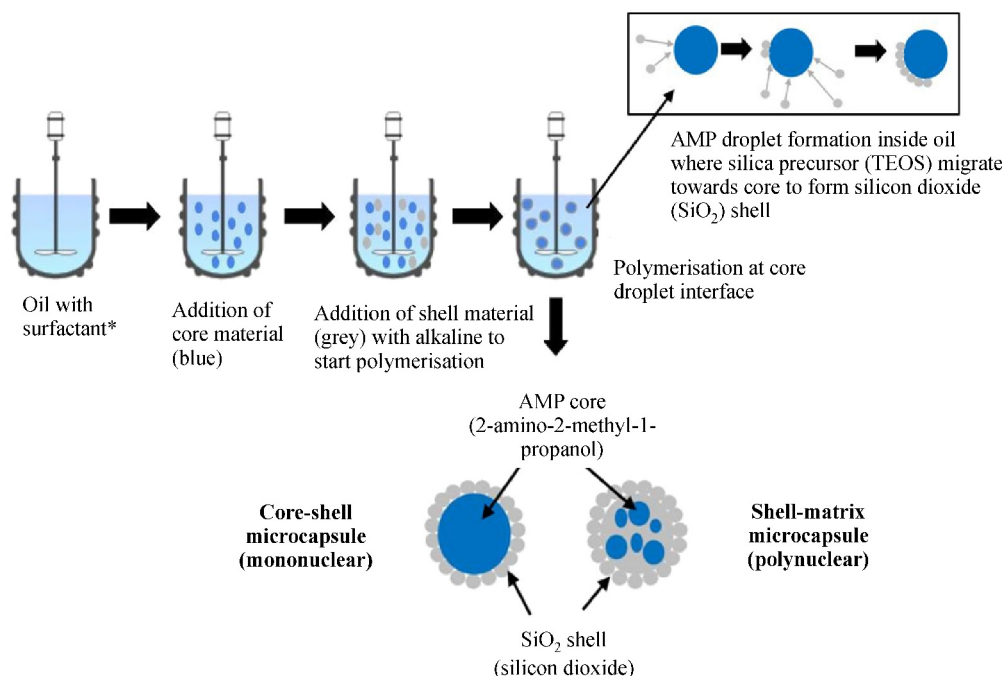 AMP droplet formation inside oil
where silica precursor (TEOS) migrate
towards core to form silicon dioxide
(SiO₂) shell
Oil with
surfactant*
Addition of
core material
(blue)
Addition of shell material
(grey) with alkaline to
start polymerisation
Polymerisation at core
droplet interface
AMP core
(2-amino-2-methyl-1-
propanol)
Core-shell
microcapsule
(mononuclear)
Shell-matrix
microcapsule
(polynuclear)
SiO₂ shell
(silicon dioxide)